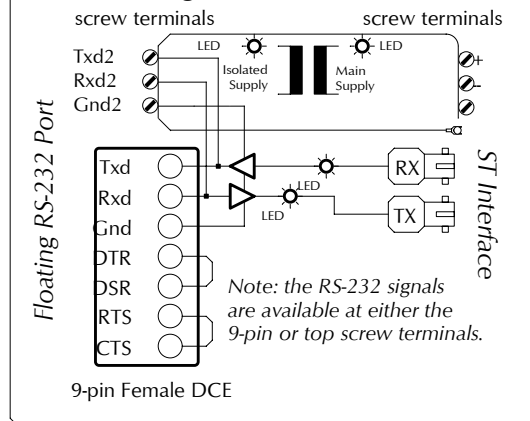 screw terminals
screw terminals
LED
LED
Txd2
Rxd2
Gnd2
Isolated
Supply
Main
Supply
+
-
Floating RS-232 Port
Txd
Rxd
Gnd
DTR
DSR
RTS
CTS
LED
LED
RX
TX
ST Interface
Note: the RS-232 signals
are available at either the
9-pin or top screw terminals.
9-pin Female DCE